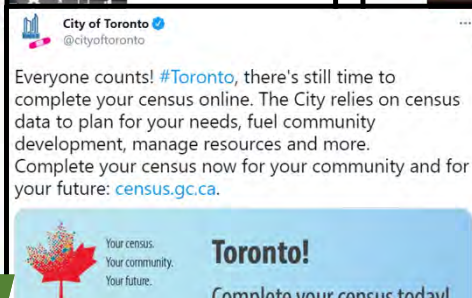 City of Toronto
@cityoftoronto
...
Everyone counts! #Toronto, there's still time to
complete your census online. The City relies on census
data to plan for your needs, fuel community
development, manage resources and more.
Complete your census now for your community and for
your future: census.gc.ca.
Your census.
Your community.
Your future.
Toronto!
Complete your census today!